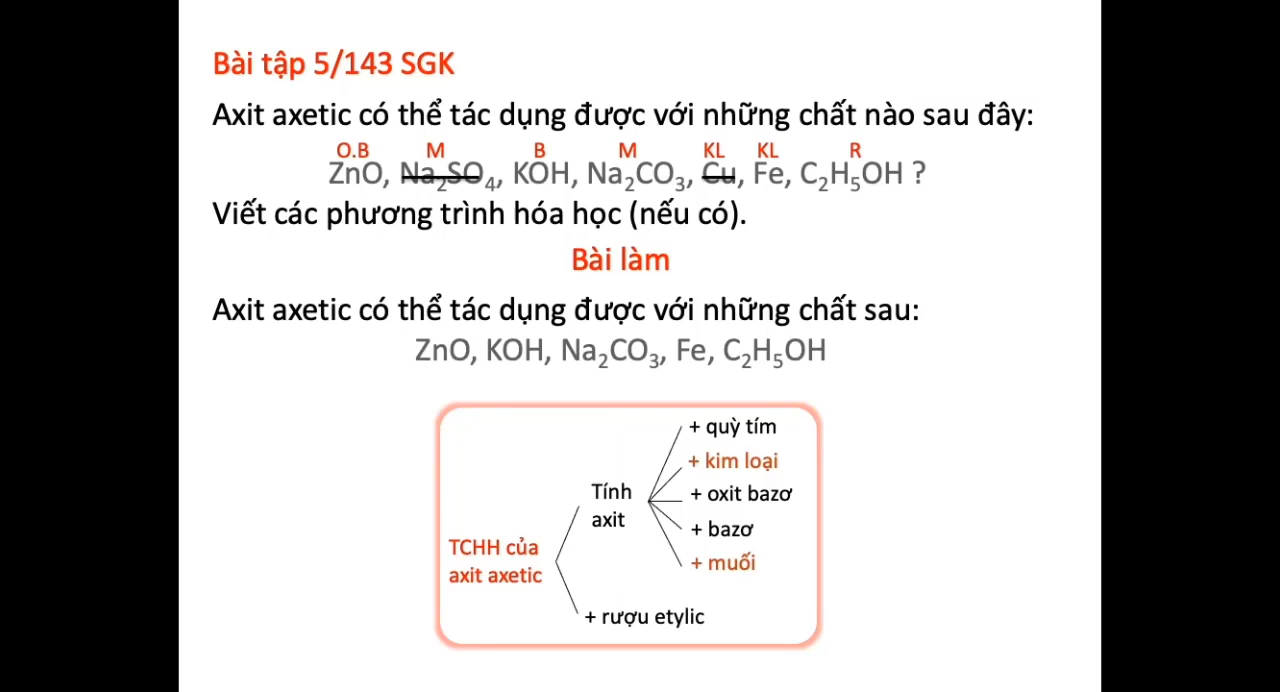 Bài tập 5/143 SGK
Axit axetic có thể tác dụng được với những chất nào sau đây:
O.B M B M KL KL R
ZnO, Na₂SO₄, KOH, Na₂CO₃, Cu, Fe, C₂H₅OH ?
Viết các phương trình hóa học (nếu có).
Bài làm
Axit axetic có thể tác dụng được với những chất sau:
ZnO, KOH, Na₂CO₃, Fe, C₂H₅OH
+ quỳ tím
+ kim loại
Tính
axit
+ oxit bazơ
+ bazơ
+ muối
TCHH của
axit axetic
+ rượu etylic